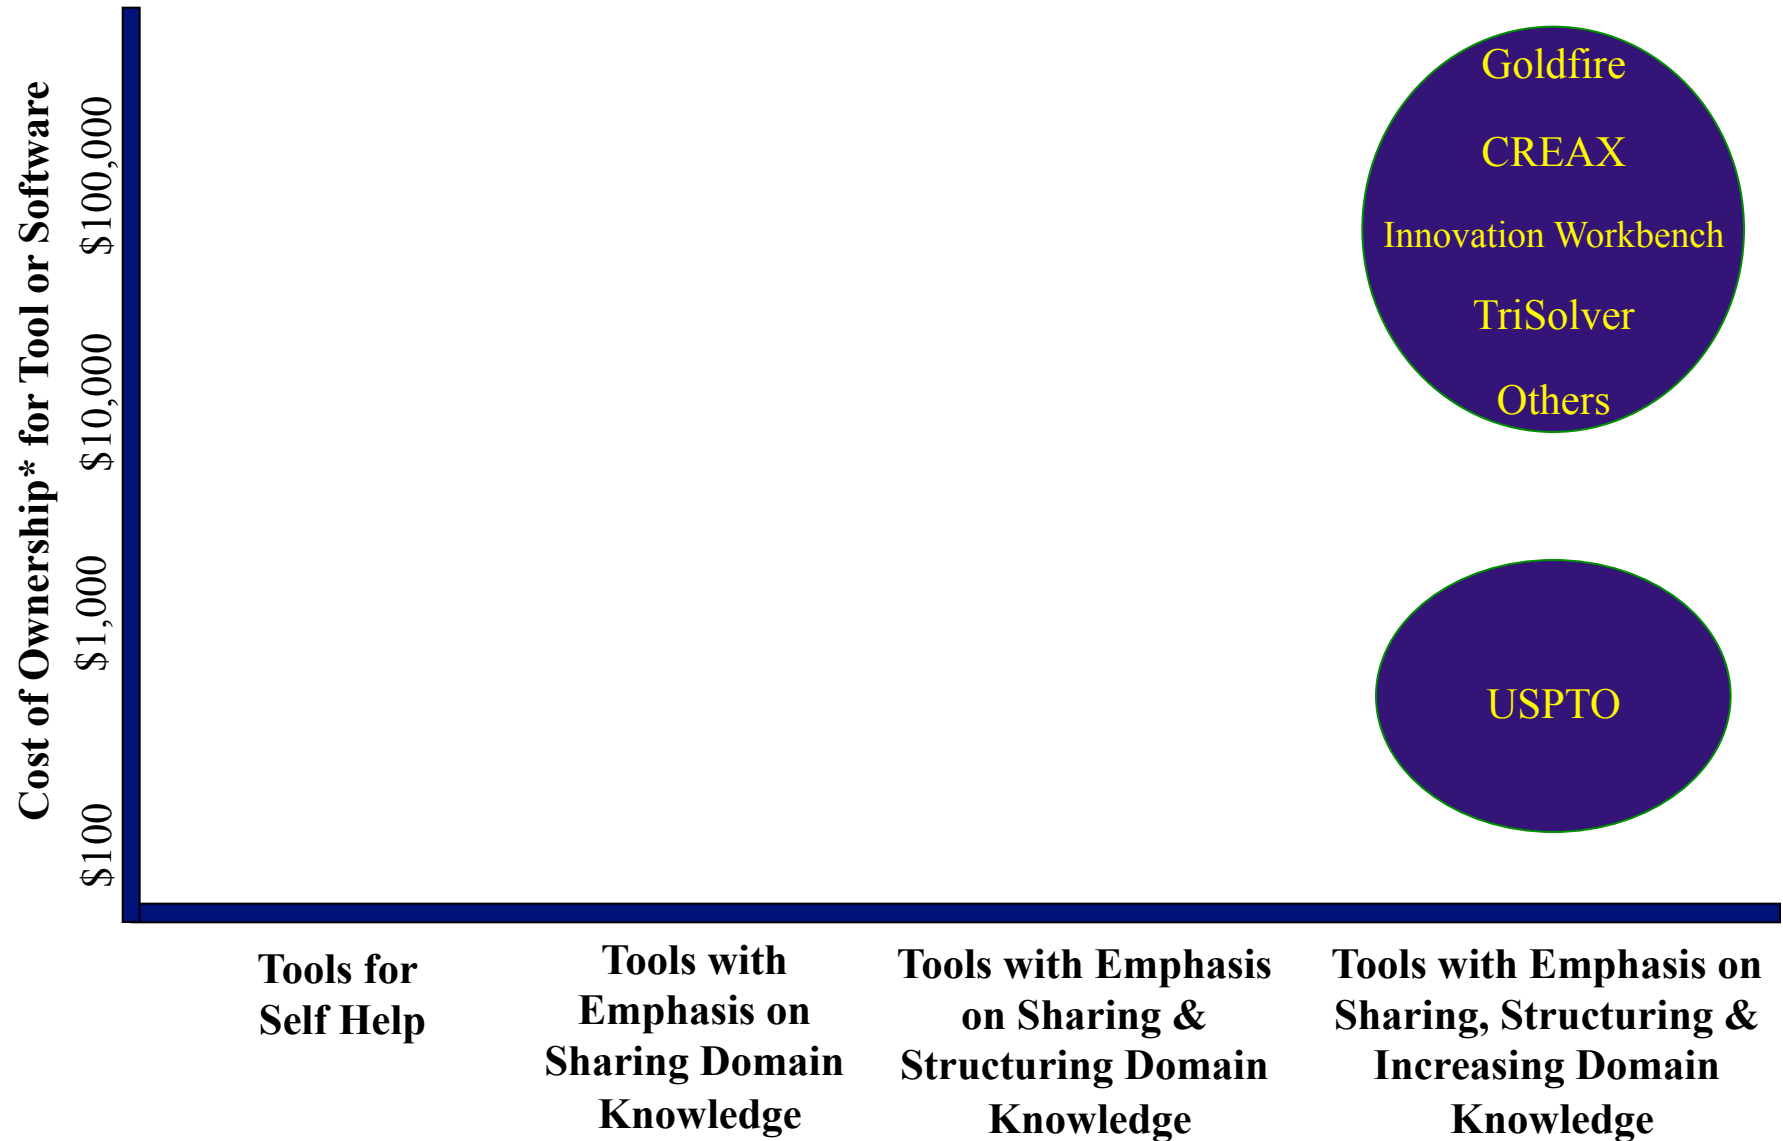 Cost of Ownership* for Tool or Software
$100,000
$10,000
$1,000
$100
Goldfire
CREAX
Innovation Workbench
TriSolver
Others
USPTO
Tools for
Self Help
Tools with
Emphasis on
Sharing Domain
Knowledge
Tools with Emphasis
on Sharing &
Structuring Domain
Knowledge
Tools with Emphasis on
Sharing, Structuring &
Increasing Domain
Knowledge